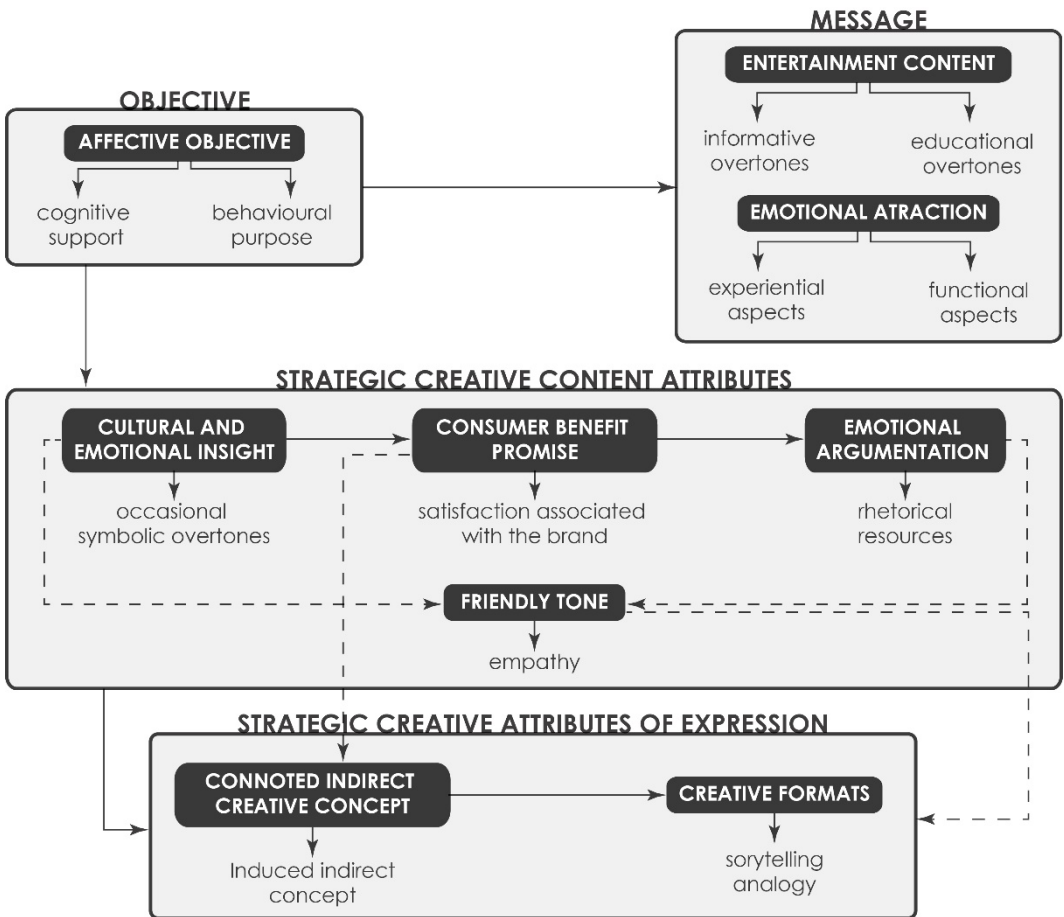 MESSAGE
ENTERTAINMENT CONTENT
informative
overtones
educational
overtones
EMOTIONAL ATRACTION
experiential
aspects
functional
aspects
OBJECTIVE
AFFECTIVE OBJECTIVE
cognitive
support
behavioural
purpose
STRATEGIC CREATIVE CONTENT ATTRIBUTES
CULTURAL AND
EMOTIONAL INSIGHT
occasional
symbolic overtones
CONSUMER BENEFIT
PROMISE
satisfaction associated
with the brand
EMOTIONAL
ARGUMENTATION
rhetorical
resources
FRIENDLY TONE
empathy
STRATEGIC CREATIVE ATTRIBUTES OF EXPRESSION
CONNOTED INDIRECT
CREATIVE CONCEPT
Induced indirect
concept
CREATIVE FORMATS
sorytelling
analogy